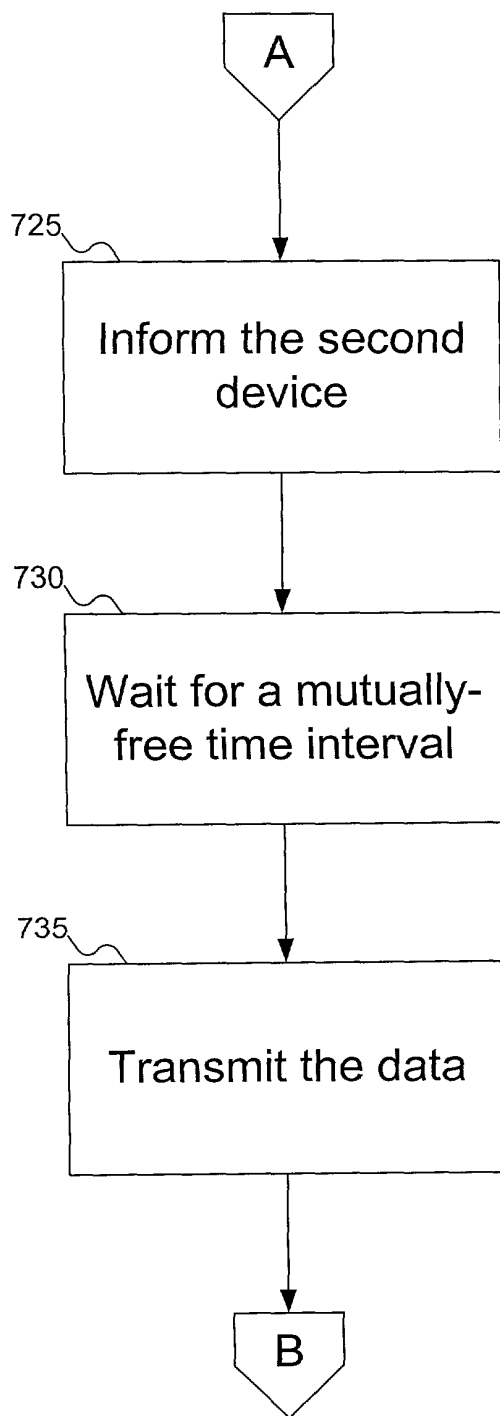 A
725
Inform the second
device
730
Wait for a mutually-
free time interval
735
Transmit the data
B